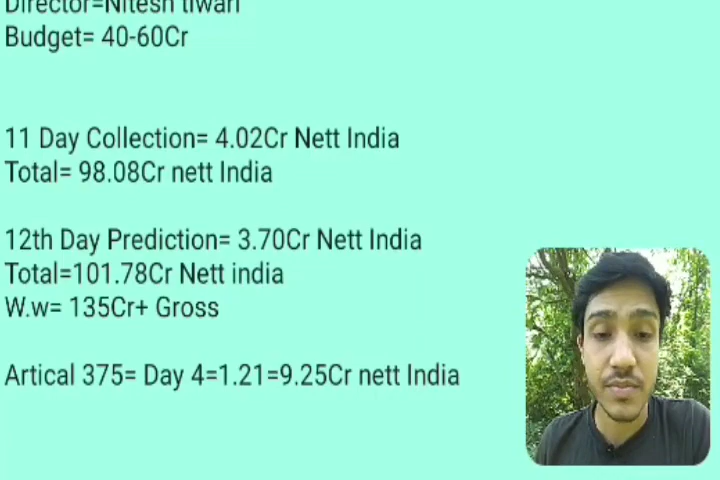 Director=Nitesh tiwari
Budget= 40-60Cr
11 Day Collection= 4.02Cr Nett India
Total= 98.08Cr nett India
12th Day Prediction= 3.70Cr Nett India
Total=101.78Cr Nett india
W.w= 135Cr+ Gross
Artical 375= Day 4=1.21=9.25Cr nett India